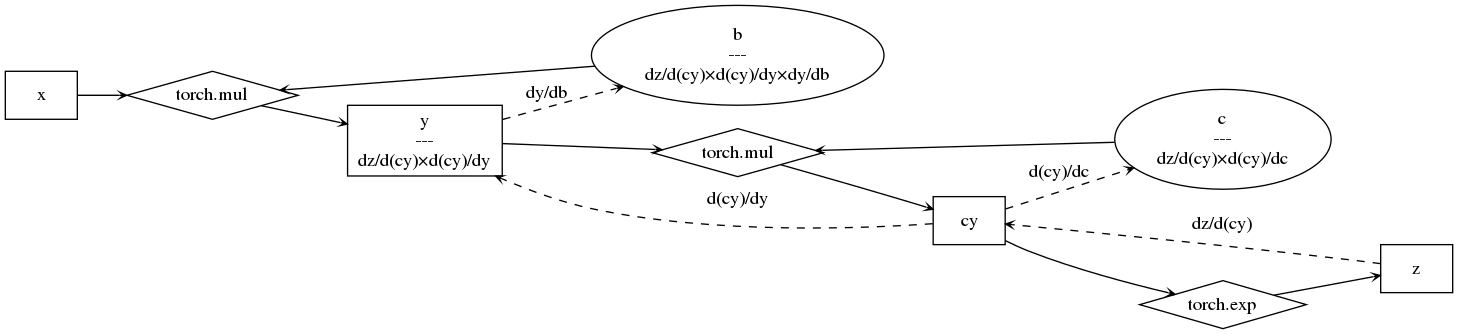 x
torch.mul
b
---
dz/d(cy)×d(cy)/dy×dy/db
dy/db
y
---
dz/d(cy)×d(cy)/dy
torch.mul
c
---
dz/d(cy)×d(cy)/dc
d(cy)/dc
d(cy)/dy
cy
dz/d(cy)
z
torch.exp